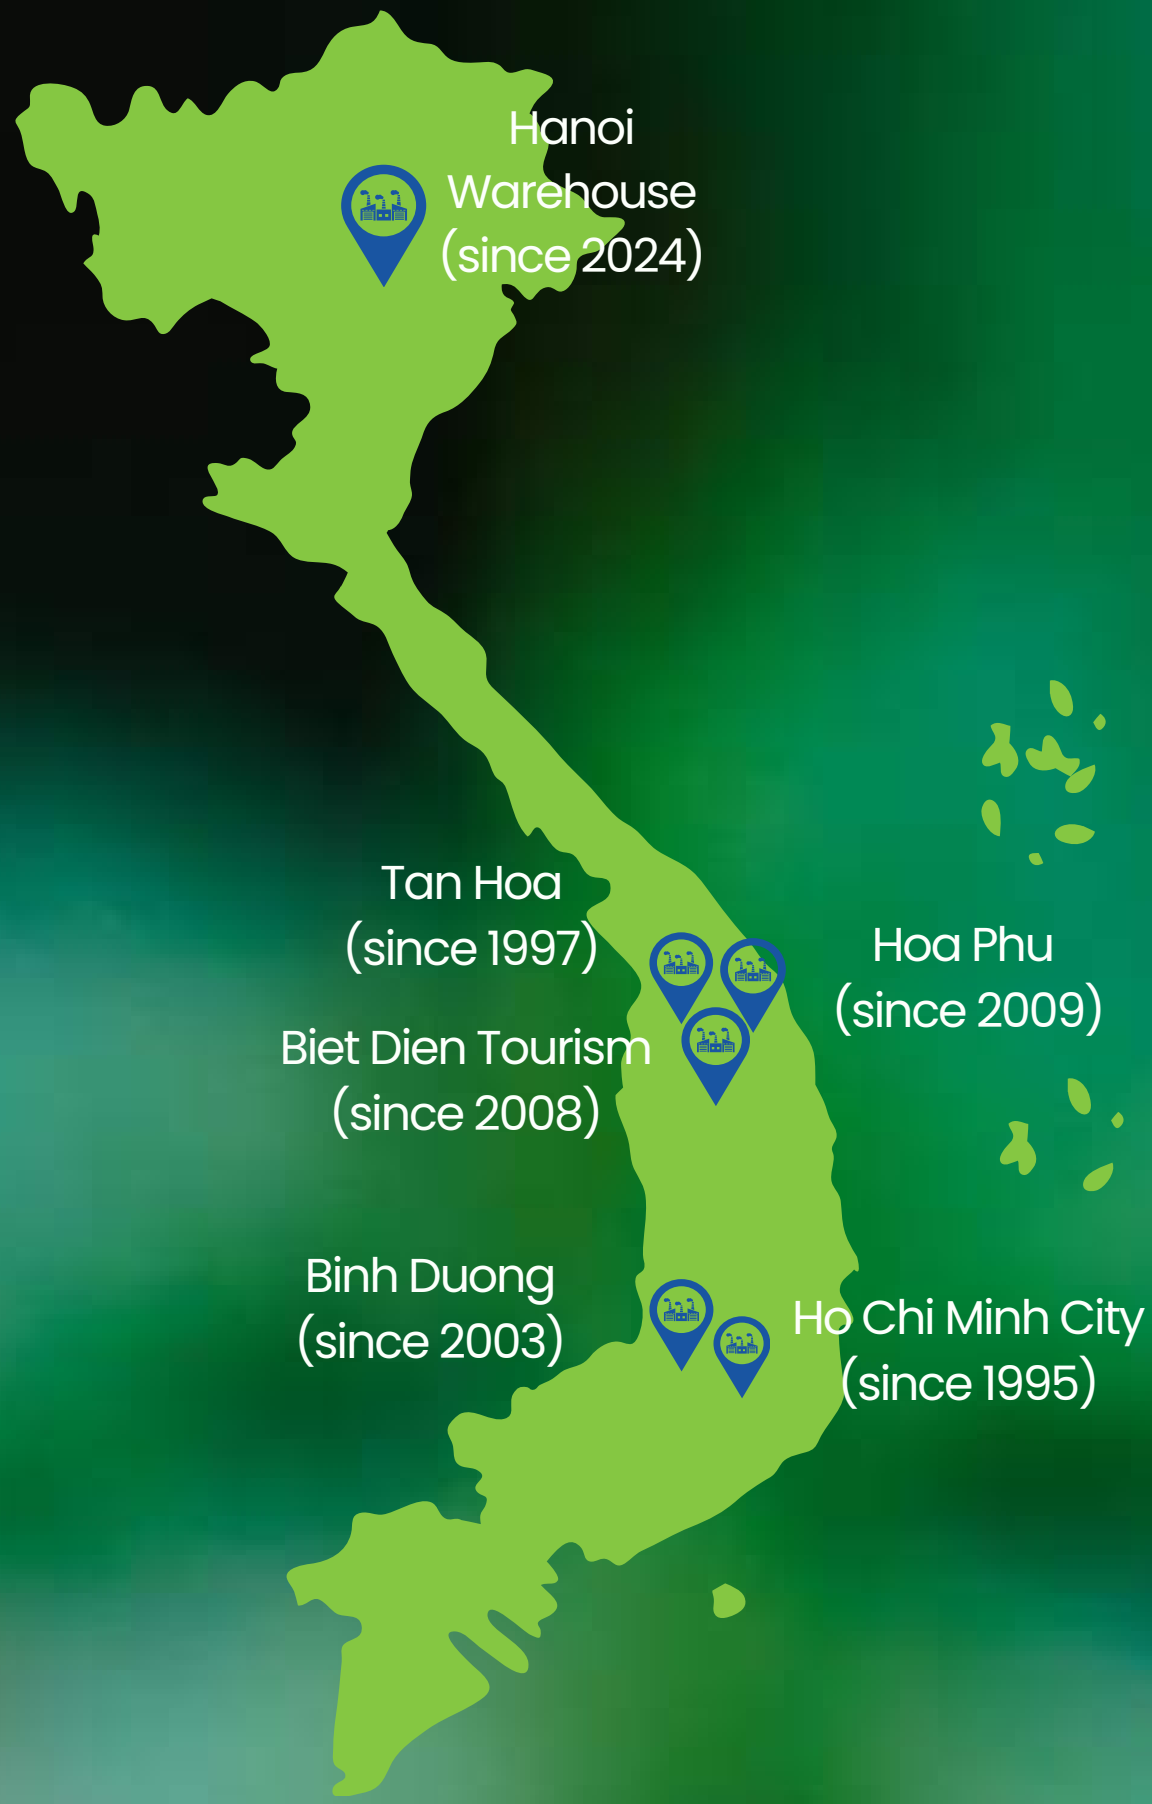 Hanoi
Warehouse
(since 2024)
Tan Hoa
(since 1997)
Hoa Phu
(since 2009)
Biet Dien Tourism
(since 2008)
Binh Duong
(since 2003)
Ho Chi Minh City
(since 1995)